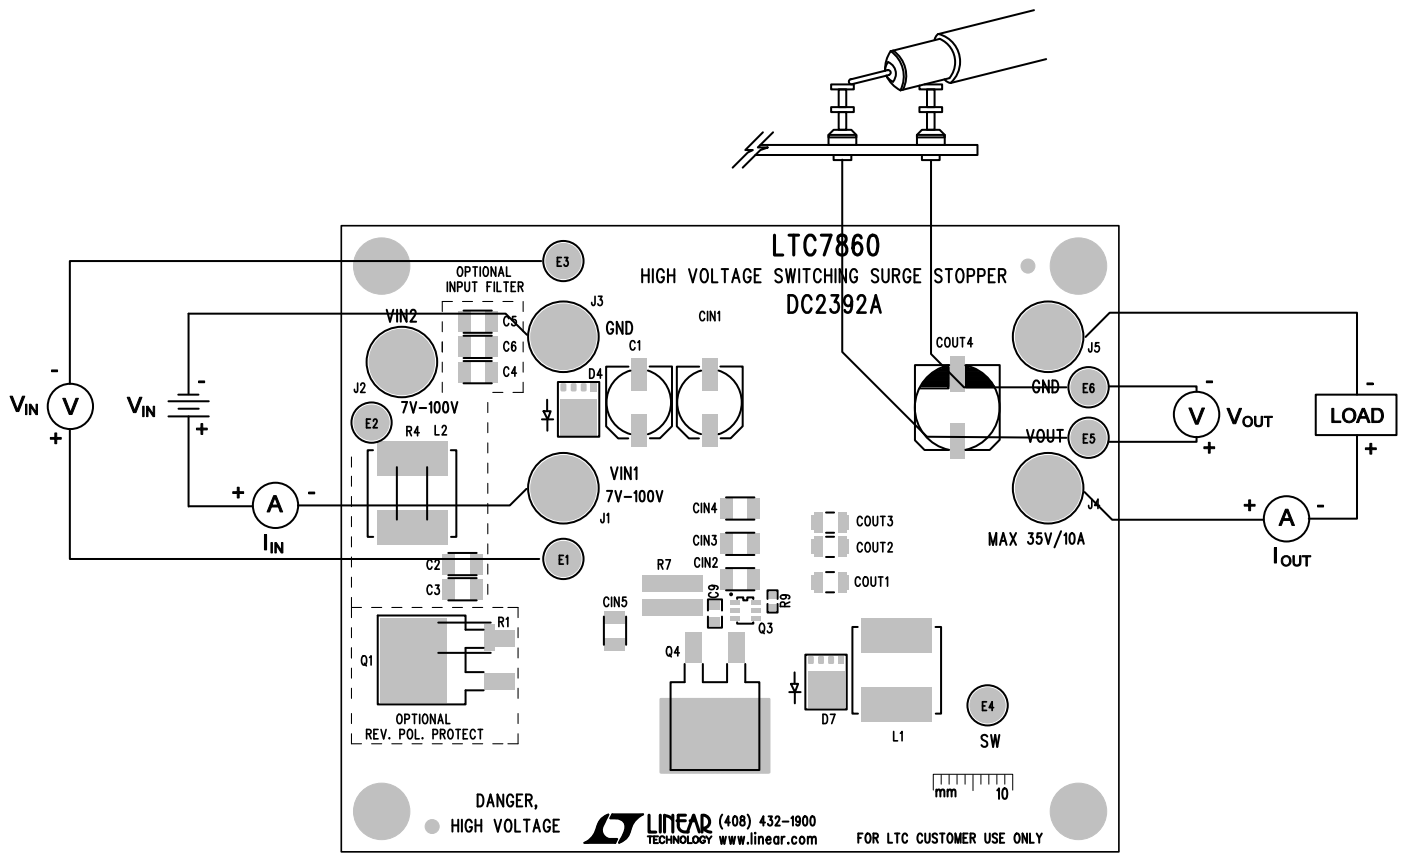 LTC7860
HIGH VOLTAGE SWITCHING SURGE STOPPER
DC2392A
E3
OPTIONAL
INPUT FILTER
VIN2
C5
C6
C4
J3
GND
CIN1
C1
D4
COUT4
J5
J2
7V-100V
E2
R4 L2
GND
E6
VOUT
E5
-
V
+
VIN
-
VIN
+
+
A
-
IIN
VIN1
7V-100V
J1
E1
-
V
+
VOUT
-
LOAD
+
J4
+
A
-
IOUT
MAX 35V/10A
CIN4
CIN3
CIN2
COUT3
COUT2
COUT1
C2
C3
R7
C9
R9
CIN5
Q3
Q4
R1
Q1
OPTIONAL
REV. POL. PROTECT
D7
L1
E4
SW
mm 10
DANGER,
HIGH VOLTAGE
LINEAR
TECHNOLOGY
(408) 432-1900
www.linear.com
FOR LTC CUSTOMER USE ONLY